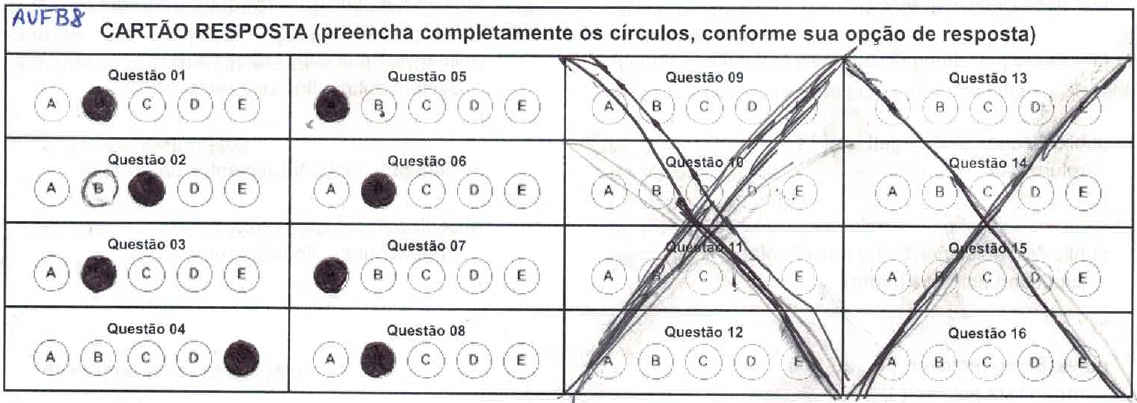 AVFB8
CARTÃO RESPOSTA (preencha completamente os círculos, conforme sua opção de resposta)
Questão 01
A C D E
Questão 05
B C D E
Questão 09
A B C D
Questão 13
B C D E
Questão 02
A B D E
Questão 06
A B C D E
Questão 10
A B C D E
Questão 14
A B C D E
Questão 03
A C D E
Questão 07
A B C D E
Questão 11
A B C D E
Questão 15
A B C D E
Questão 04
A B C D
Questão 08
A C D E
Questão 12
A B C D E
Questão 16
A B C D E